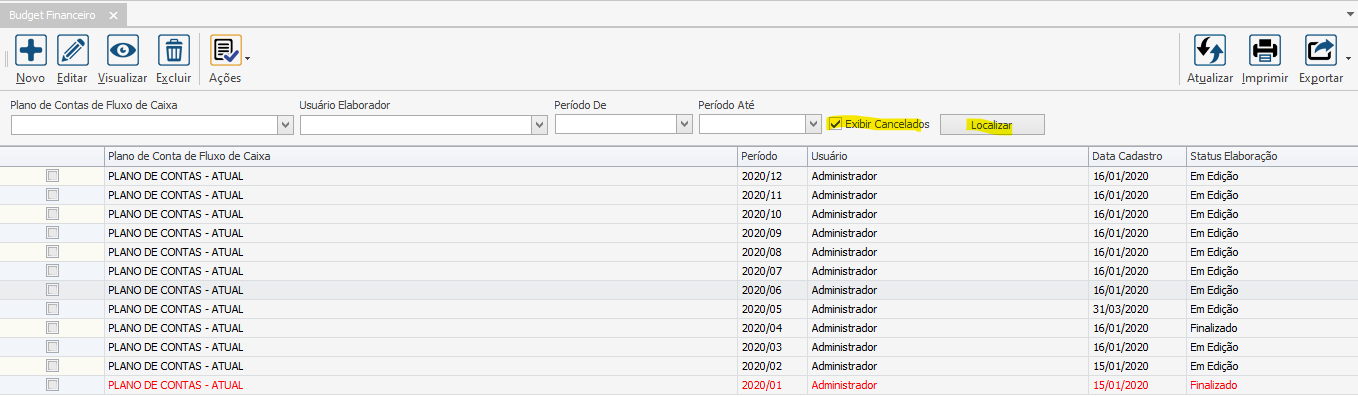 Budget Financeiro
Novo Editar Visualizar Excluir Ações Atualizar Imprimir Exportar
Plano de Contas de Fluxo de Caixa Usuário Elaborador Período De Período Até
Exibir Cancelados Localizar
Plano de Conta de Fluxo de Caixa Período Usuário Data Cadastro Status Elaboração
PLANO DE CONTAS - ATUAL 2020/12 Administrador 16/01/2020 Em Edição
PLANO DE CONTAS - ATUAL 2020/11 Administrador 16/01/2020 Em Edição
PLANO DE CONTAS - ATUAL 2020/10 Administrador 16/01/2020 Em Edição
PLANO DE CONTAS - ATUAL 2020/09 Administrador 16/01/2020 Em Edição
PLANO DE CONTAS - ATUAL 2020/08 Administrador 16/01/2020 Em Edição
PLANO DE CONTAS - ATUAL 2020/07 Administrador 16/01/2020 Em Edição
PLANO DE CONTAS - ATUAL 2020/06 Administrador 16/01/2020 Em Edição
PLANO DE CONTAS - ATUAL 2020/05 Administrador 31/03/2020 Em Edição
PLANO DE CONTAS - ATUAL 2020/04 Administrador 16/01/2020 Finalizado
PLANO DE CONTAS - ATUAL 2020/03 Administrador 16/01/2020 Em Edição
PLANO DE CONTAS - ATUAL 2020/02 Administrador 15/01/2020 Em Edição
PLANO DE CONTAS - ATUAL 2020/01 Administrador 15/01/2020 Finalizado